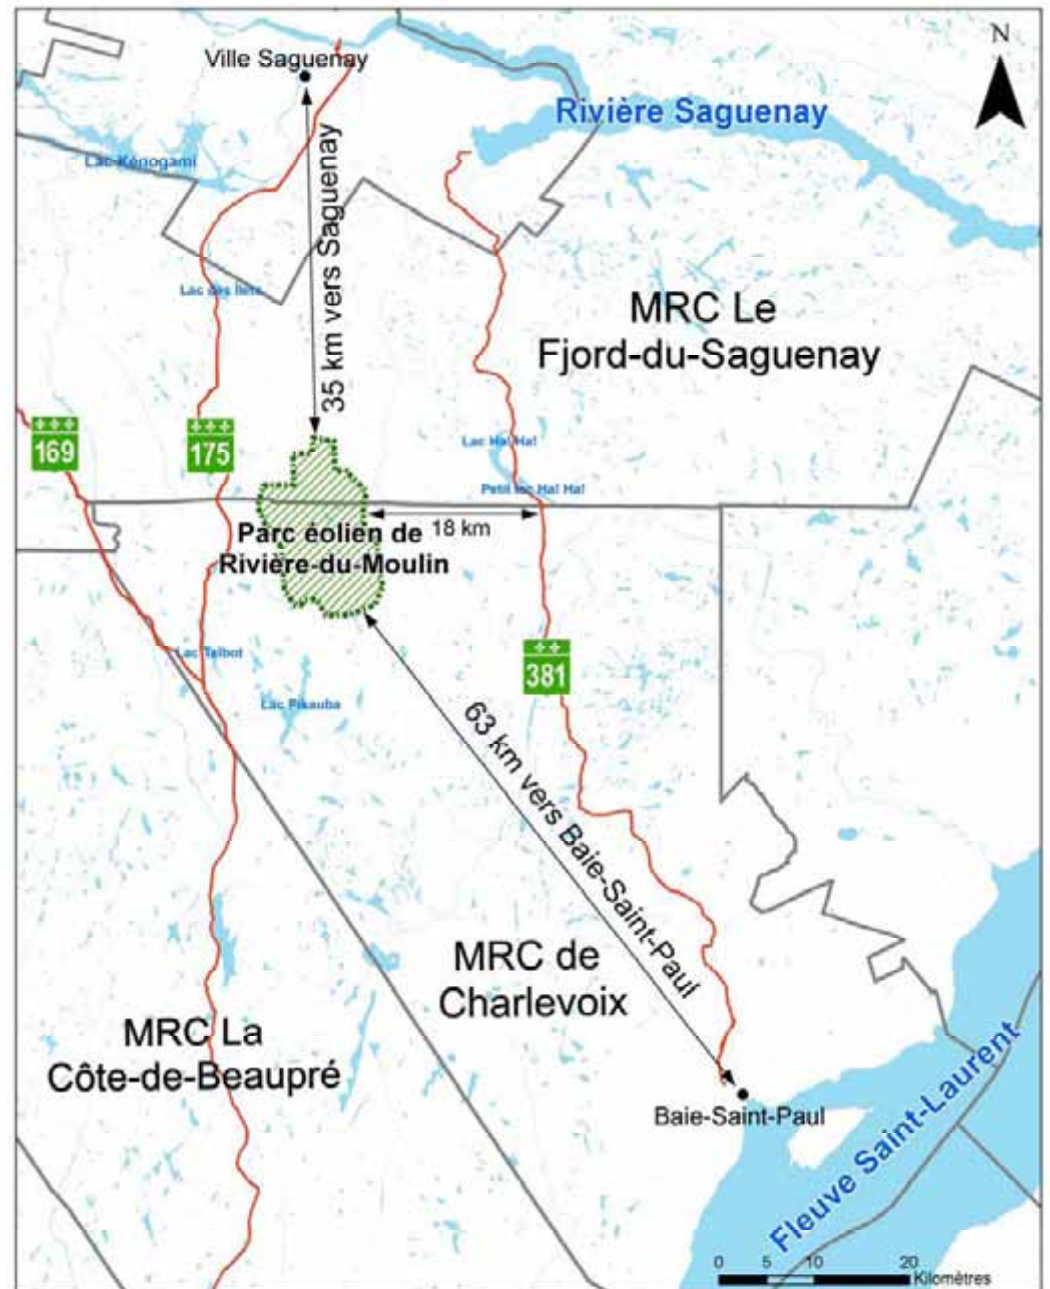 N
Ville Saguenay
Rivière Saguenay
Lac Kénogami
35 km vers Saguenay
Lac des Ilets
MRC Le
Fjord-du-Saguenay
169
175
Lac Ha! Ha!
Petit lac Ha! Ha!
18 km
Parc éolien de
Rivière-du-Moulin
Lac Talbot
381
Lac Pikauba
63 km vers Baie-Saint-Paul
MRC de
Charlevoix
MRC La
Côte-de-Beaupré
Baie-Saint-Paul
Fleuve Saint-Laurent
0 5 10 20
Kilomètres